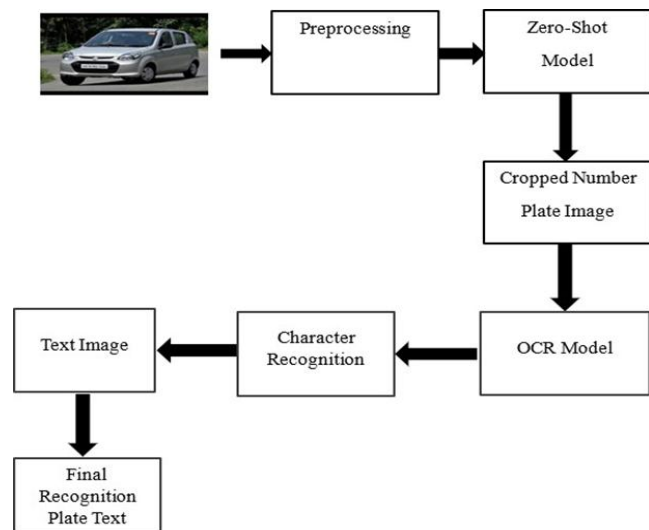 Preprocessing
Zero-Shot
Model
Cropped Number
Plate Image
OCR Model
Character
Recognition
Text Image
Final
Recognition
Plate Text